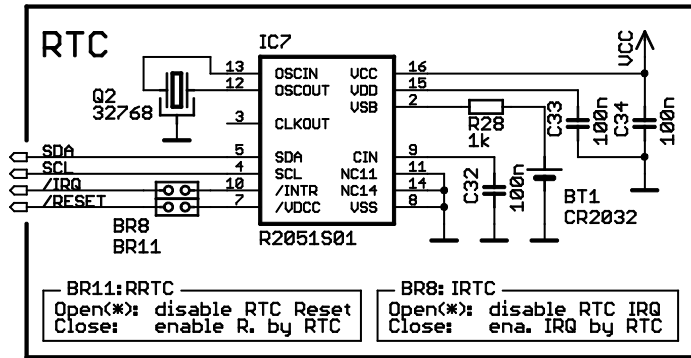 RTC
IC7
VCC
13 OSCIN VCC 16
12 OSCOUT VDD 15
VSB 2
Q2
32768
3 CLKOUT
R28
1k
C33
100n
C34
100n
SDA 5 SDA CIN 9
SCL 4 SCL NC11 11
/IRQ 10 /INTR NC14 14
/RESET 7 /VDCC VSS 8
C32
100n
BT1
CR2032
BR8
BR11
R2051S01
BR11:RRTC
Open(*): disable RTC Reset
Close: enable R. by RTC
BR8: IRTC
Open(*): disable RTC IRQ
Close: ena. IRQ by RTC